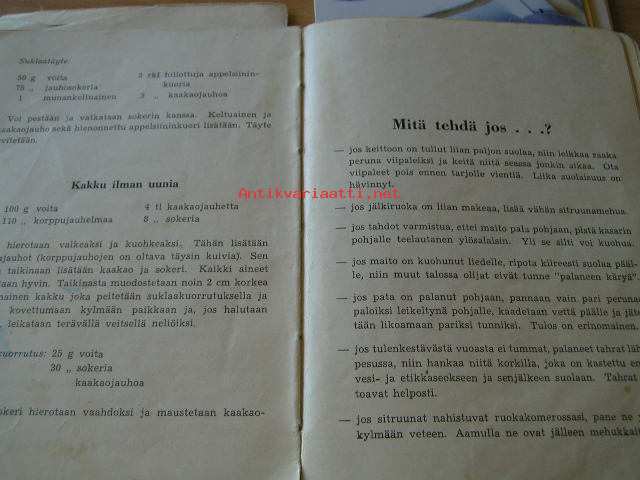 Suklaatäyte
50 g voita
75 „ jauhosokeria
1 munankeltuainen
2 rkl hillottuja appelsiinin-
kuoria
3 „ kaakaojauhoa
Voi pestään ja vatkataan sokerin kanssa. Keltuainen ja
kaakaojauho sekä hienonnettu appelsiininkuori lisätään. Täyte
levitetään.
Kakku ilman uunia
100 g voita
110 „ korppujauhelmaa
4 tl kaakaojauhetta
8 „ sokeria
hierotaan valkeaksi ja kuohkeaksi. Tähän lisätään
jauhot (korppujauhojen on oltava täysin kuivia). Sen
taikinaan lisätään kaakao ja sokeri. Kaikki aineet
hyvin. Taikinasta muodostetaan noin 2 cm korkea
kakku joka peitetään suklaakuorrutuksella ja
kovettumaan kylmään paikkaan ja, jos halutaan
leikataan terävällä veitsellä neliöiksi.
kuorrutus: 25 g voita
30 „ sokeria
kaakaojauhoa
sokeri hierotaan vaahdoksi ja maustetaan kaakao-
Mitä tehdä jos . . .?
— jos keittoon on tullut liian paljon suolaa, niin leikkaa raaka
peruna viipaleiksi ja keitä niitä seassa jonkin aikaa. Ota
viipaleet pois ennen tarjolle vientiä. Liika suolaisuus on
hävinnyt.
— jos jälkiruoka on liian makeaa, lisää vähän sitruunamehua.
— jos tahdot varmistua, ettei maito pala pohjaan, pistä kasarin
pohjalle teelautanen ylösalaisin. Yli se silti voi kuohua.
— jos maito on kuohunut liedelle, ripota kiireesti suolaa pääl-
le, niin muut talossa olijat eivät tunne "palaneen käryä".
— jos pata on palanut pohjaan, pannaan vain pari peruna
paloiksi leikeltynä pohjalle, kaadetaan vettä päälle ja jäte-
tään likoamaan pariksi tunniksi. Tulos on erinomainen.
— jos tulenkestävästä vuoasta ei tummat, palaneet tahrat läh
pesussa, niin hankaa niitä korkilla, joka on kastettu en
vesi- ja etikkaseokseen ja senjälkeen suolaan. Tahrat
toavat helposti.
— jos sitruunat nahistuvat ruokakomerossasi, pane ne
kylmään veteen. Aamulla ne ovat jälleen mehukkait
Antikvariaatti.net